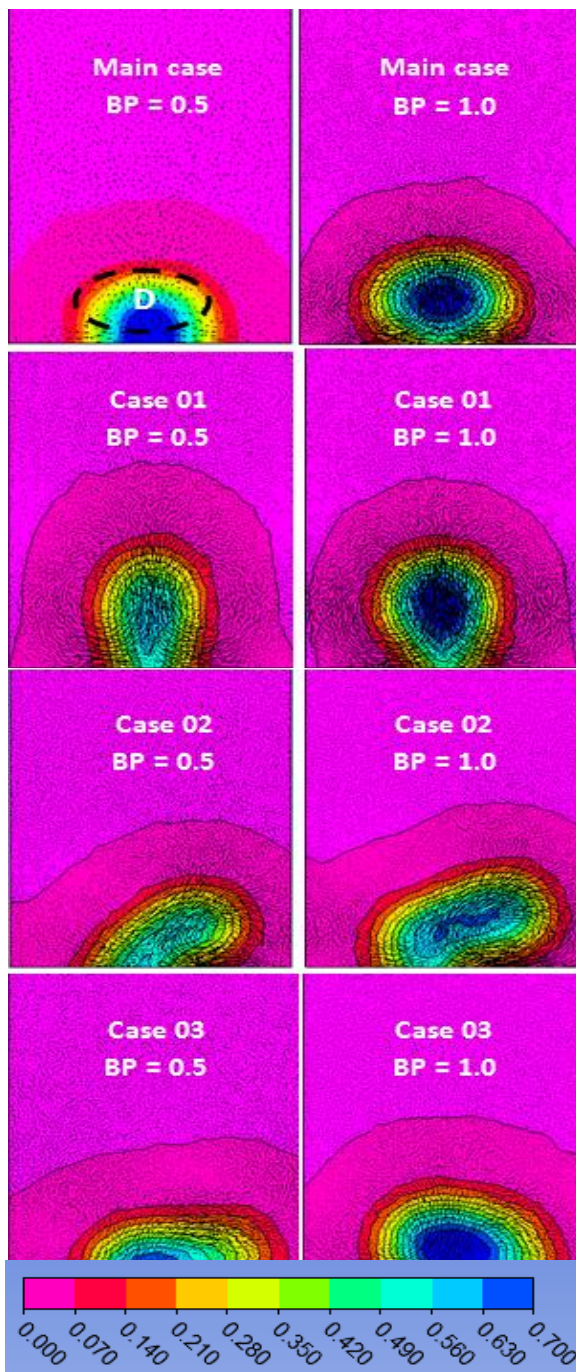 Main case
BP = 0.5
Main case
BP = 1.0
D
Case 01
BP = 0.5
Case 01
BP = 1.0
Case 02
BP = 0.5
Case 02
BP = 1.0
Case 03
BP = 0.5
Case 03
BP = 1.0
0.000 0.070 0.140 0.210 0.280 0.350 0.420 0.490 0.560 0.630 0.700